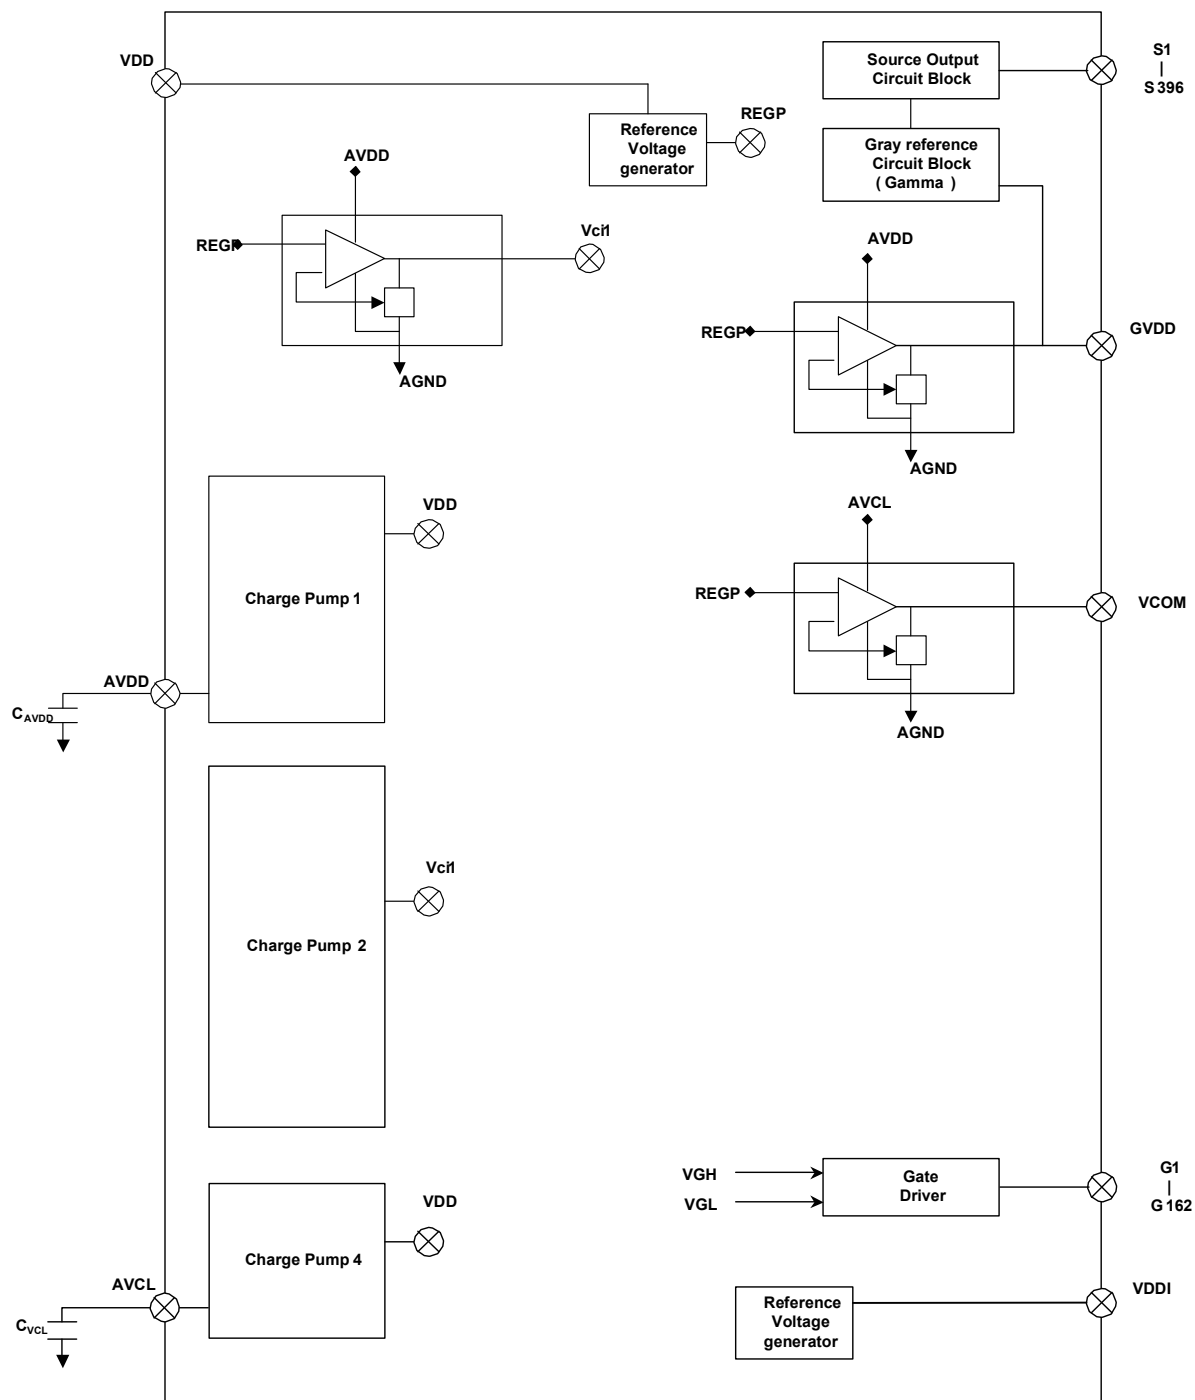 VDD
Source Output
Circuit Block
S1
|
S 396
Reference
Voltage
generator
REGP
Gray reference
Circuit Block
( Gamma )
AVDD
REGP
Vci1
AGND
AVDD
REGP
GVDD
AGND
VDD
Charge Pump 1
AVDD
CAVDD
AVCL
REGP
VCOM
AGND
Vci1
Charge Pump 2
VGH
VGL
Gate
Driver
G1
|
G 162
VDD
Charge Pump 4
AVCL
CVCL
Reference
Voltage
generator
VDDI